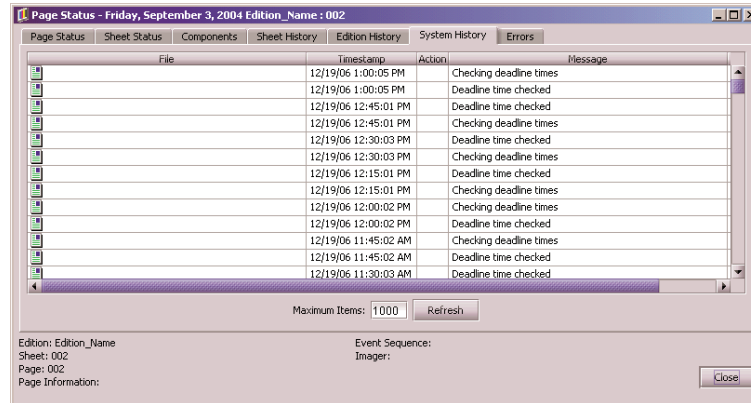 Page Status - Friday, September 3, 2004 Edition_Name : 002
Page Status Sheet Status Components Sheet History Edition History System History Errors
File Timestamp Action Message
12/19/06 1:00:05 PM Checking deadline times
12/19/06 1:00:05 PM Deadline time checked
12/19/06 12:45:01 PM Deadline time checked
12/19/06 12:45:01 PM Checking deadline times
12/19/06 12:30:03 PM Deadline time checked
12/19/06 12:30:03 PM Checking deadline times
12/19/06 12:15:01 PM Deadline time checked
12/19/06 12:15:01 PM Checking deadline times
12/19/06 12:00:02 PM Checking deadline times
12/19/06 12:00:02 PM Deadline time checked
12/19/06 11:45:02 AM Checking deadline times
12/19/06 11:45:02 AM Deadline time checked
12/19/06 11:30:03 AM Deadline time checked
Maximum Items: 1000 Refresh
Edition: Edition_Name Event Sequence:
Sheet: 002 Imager:
Page: 002
Page Information:
Close